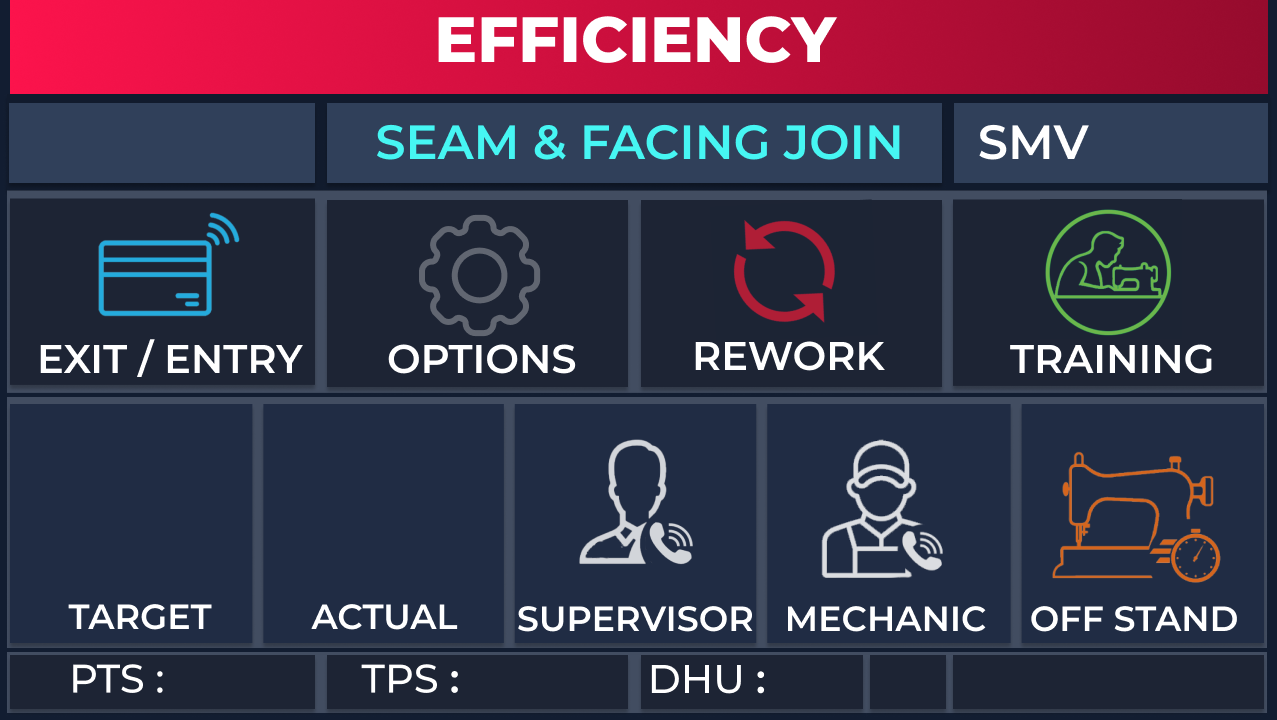 EFFICIENCY
SEAM & FACING JOIN
SMV
EXIT / ENTRY
OPTIONS
REWORK
TRAINING
TARGET
ACTUAL
SUPERVISOR
MECHANIC
OFF STAND
PTS :
TPS :
DHU :